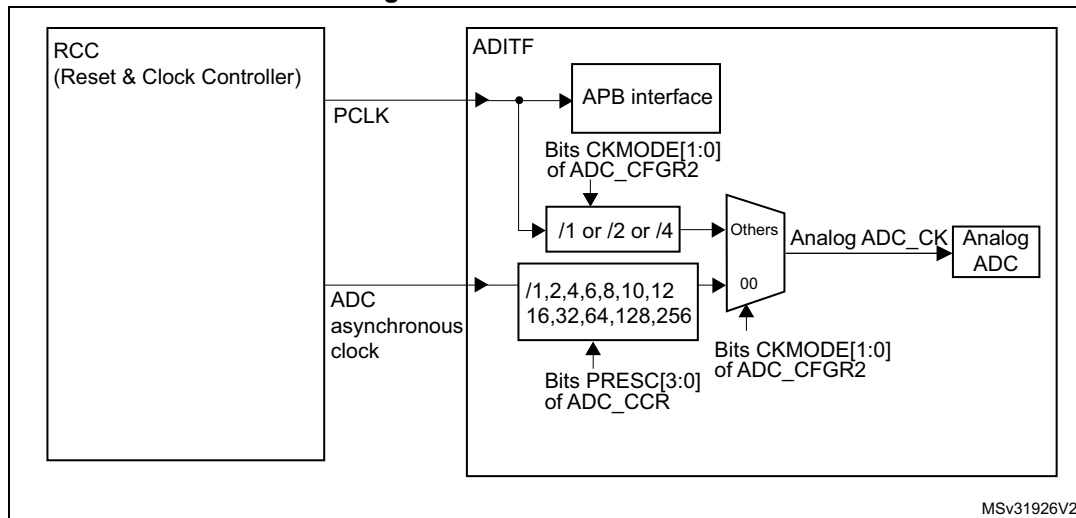 RCC
(Reset & Clock Controller)
PCLK
ADC
asynchronous
clock
ADITF
APB interface
Bits CKMODE[1:0]
of ADC_CFGR2
/1 or /2 or /4
Others
00
Analog ADC_CK
Analog
ADC
/1,2,4,6,8,10,12
16,32,64,128,256
Bits CKMODE[1:0]
of ADC_CFGR2
Bits PRESC[3:0]
of ADC_CCR
MSv31926V2